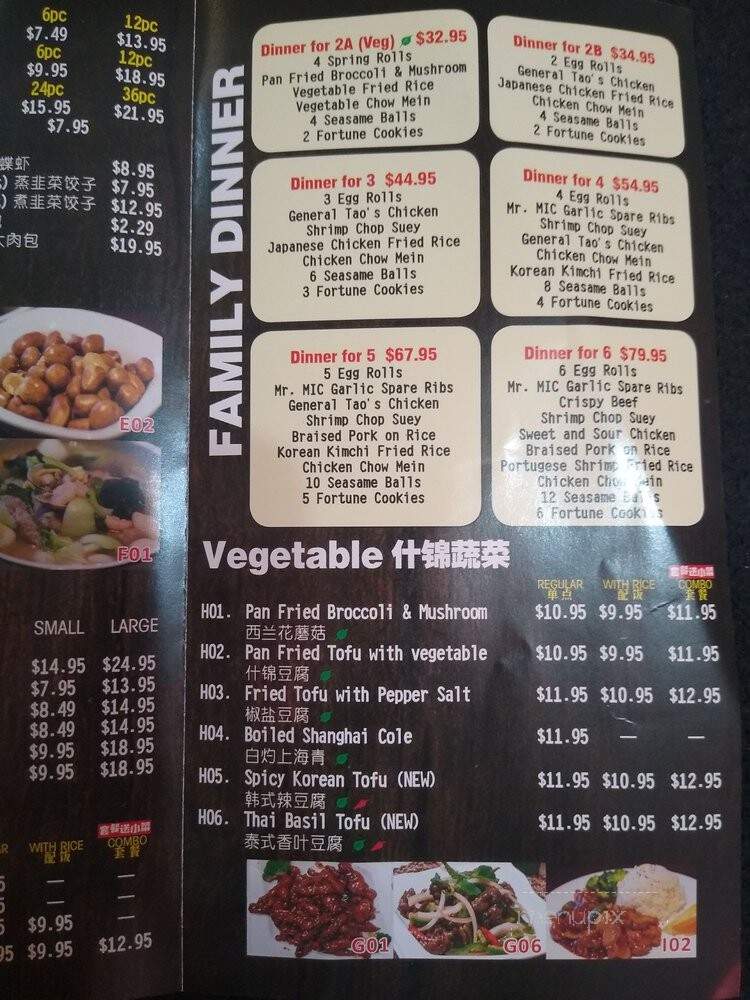 6pc 12pc
$7.49 $13.95
6pc 12pc
$9.95 $18.95
24pc 36pc
$15.95 $21.95
$7.95
蝶虾 $8.95
) 蒸韭菜饺子 $7.95
) 煮韭菜饺子 $12.95
$2.29
大肉包 $19.95
E02
F01
SMALL LARGE
$14.95 $24.95
$7.95 $13.95
$8.49 $14.95
$8.49 $14.95
$9.95 $18.95
$9.95 $18.95
套餐送小菜
WITH RICE COMBO
配饭 套餐
— —
— —
$9.95 —
$9.95 $12.95
FAMILY DINNER
Dinner for 2A (Veg) $32.95
4 Spring Rolls
Pan Fried Broccoli & Mushroom
Vegetable Fried Rice
Vegetable Chow Mein
4 Seasame Balls
2 Fortune Cookies
Dinner for 2B $34.95
2 Egg Rolls
General Tao's Chicken
Japanese Chicken Fried Rice
Chicken Chow Mein
4 Seasame Balls
2 Fortune Cookies
Dinner for 3 $44.95
3 Egg Rolls
General Tao's Chicken
Shrimp Chop Suey
Japanese Chicken Fried Rice
Chicken Chow Mein
6 Seasame Balls
3 Fortune Cookies
Dinner for 4 $54.95
4 Egg Rolls
Mr. MIC Garlic Spare Ribs
Shrimp Chop Suey
General Tao's Chicken
Chicken Chow Mein
Korean Kimchi Fried Rice
8 Seasame Balls
4 Fortune Cookies
Dinner for 5 $67.95
5 Egg Rolls
Mr. MIC Garlic Spare Ribs
General Tao's Chicken
Shrimp Chop Suey
Braised Pork on Rice
Korean Kimchi Fried Rice
Chicken Chow Mein
10 Seasame Balls
5 Fortune Cookies
Dinner for 6 $79.95
6 Egg Rolls
Mr. MIC Garlic Spare Ribs
Crispy Beef
Shrimp Chop Suey
Sweet and Sour Chicken
Braised Pork on Rice
Portugese Shrimp Fried Rice
Chicken Chow Mein
12 Seasame Balls
6 Fortune Cookies
Vegetable 什锦蔬菜
套餐送小菜
REGULAR WITH RICE COMBO
单点 配饭 套餐
H01. Pan Fried Broccoli & Mushroom $10.95 $9.95 $11.95
西兰花蘑菇
H02. Pan Fried Tofu with vegetable $10.95 $9.95 $11.95
什锦豆腐
H03. Fried Tofu with Pepper Salt $11.95 $10.95 $12.95
椒盐豆腐
H04. Boiled Shanghai Cole $11.95 — —
白灼上海青
H05. Spicy Korean Tofu (NEW) $11.95 $10.95 $12.95
韩式辣豆腐
H06. Thai Basil Tofu (NEW) $11.95 $10.95 $12.95
泰式香叶豆腐
menupix
G01 G06 I02